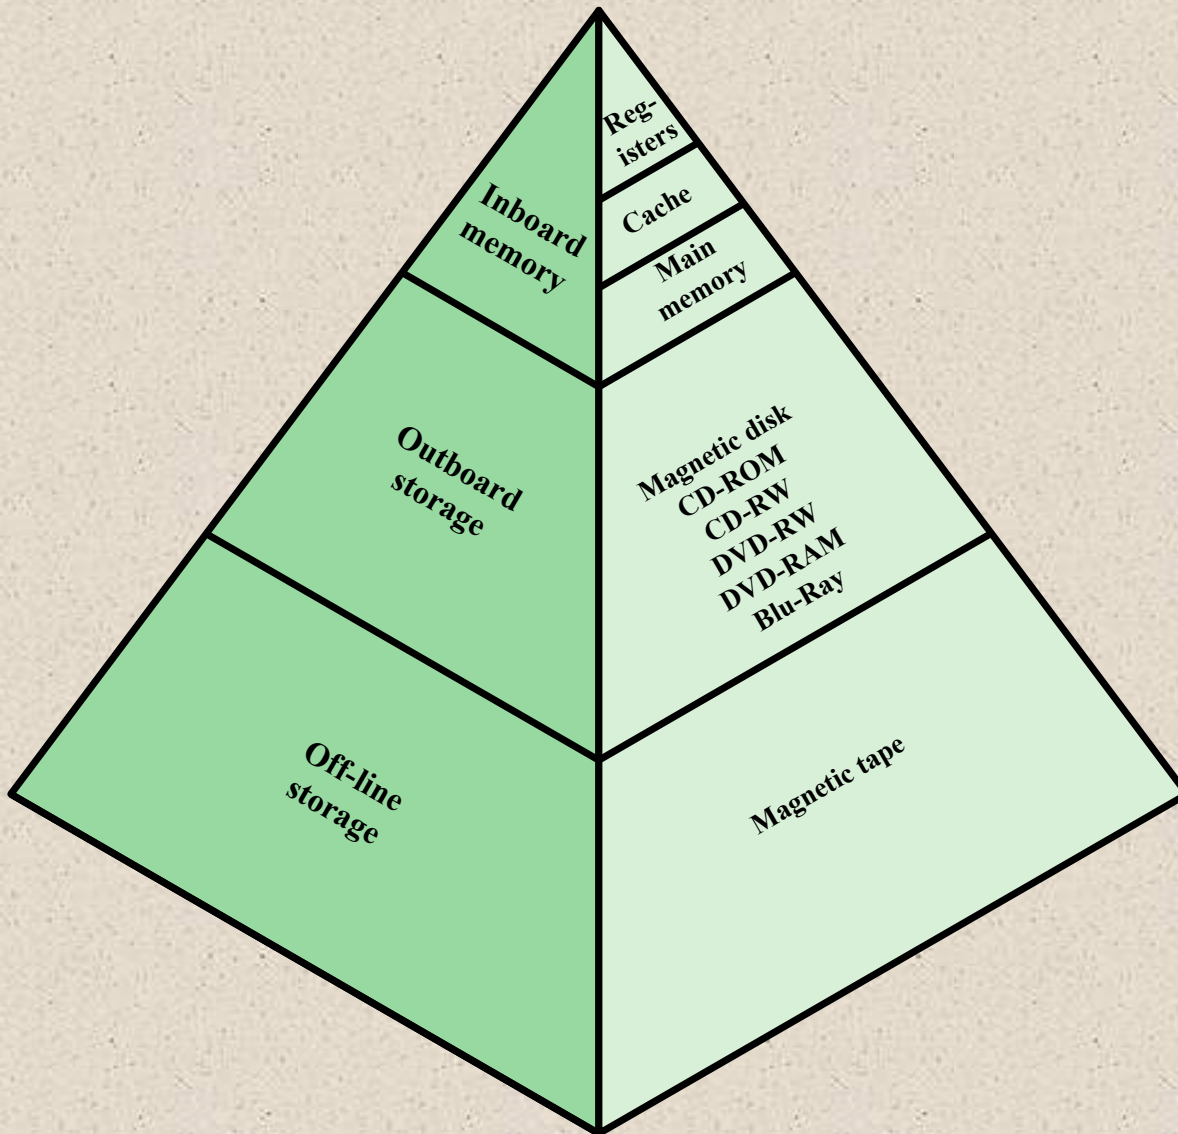 Inboard
memory
Outboard
storage
Off-line
storage
Reg-
isters
Cache
Main
memory
Magnetic disk
CD-ROM
CD-RW
DVD-RW
DVD-RAM
Blu-Ray
Magnetic tape